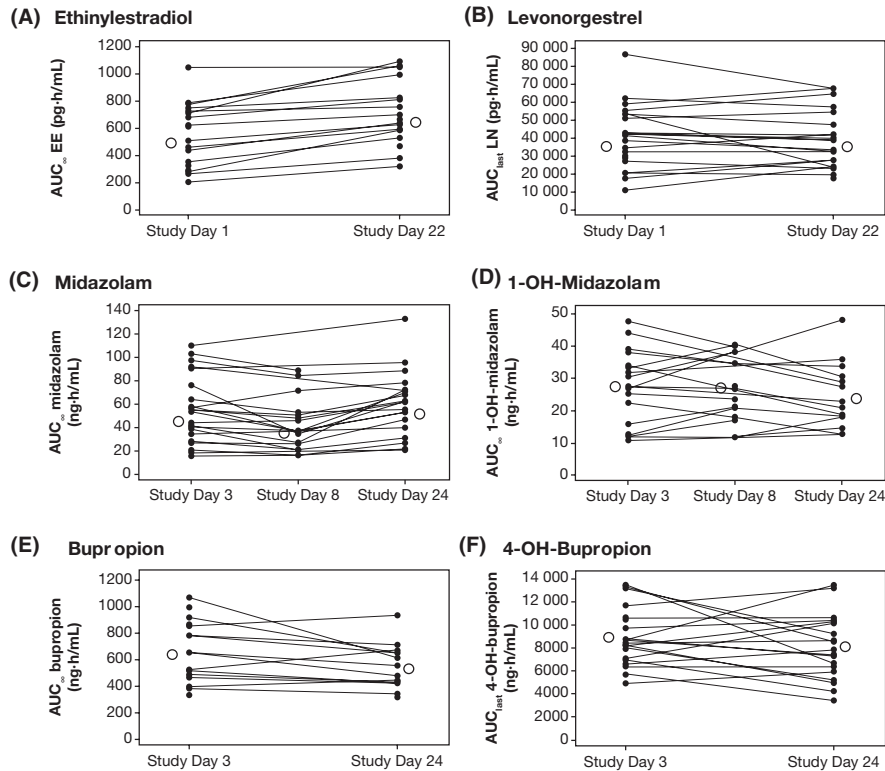 (A) Ethinylestradiol
AUC∞ EE (pg·h/mL)
1200
1000
800
600
400
200
0
Study Day 1 Study Day 22
(B) Levonorgestrel
AUClast LN (pg·h/mL)
90 000
80 000
70 000
60 000
50 000
40 000
30 000
20 000
10 000
0
Study Day 1 Study Day 22
(C) Midazolam
AUC∞ midazolam
(ng·h/mL)
140
120
100
80
60
40
20
0
Study Day 3 Study Day 8 Study Day 24
(D) 1-OH-Midazolam
AUC∞ 1-OH-midazolam
(ng·h/mL)
50
40
30
20
10
0
Study Day 3 Study Day 8 Study Day 24
(E) Bupropion
AUC∞ bupropion
(ng·h/mL)
1200
1000
800
600
400
200
0
Study Day 3 Study Day 24
(F) 4-OH-Bupropion
AUClast 4-OH-bupropion
(ng·h/mL)
14 000
12 000
10 000
8000
6000
4000
2000
0
Study Day 3 Study Day 24